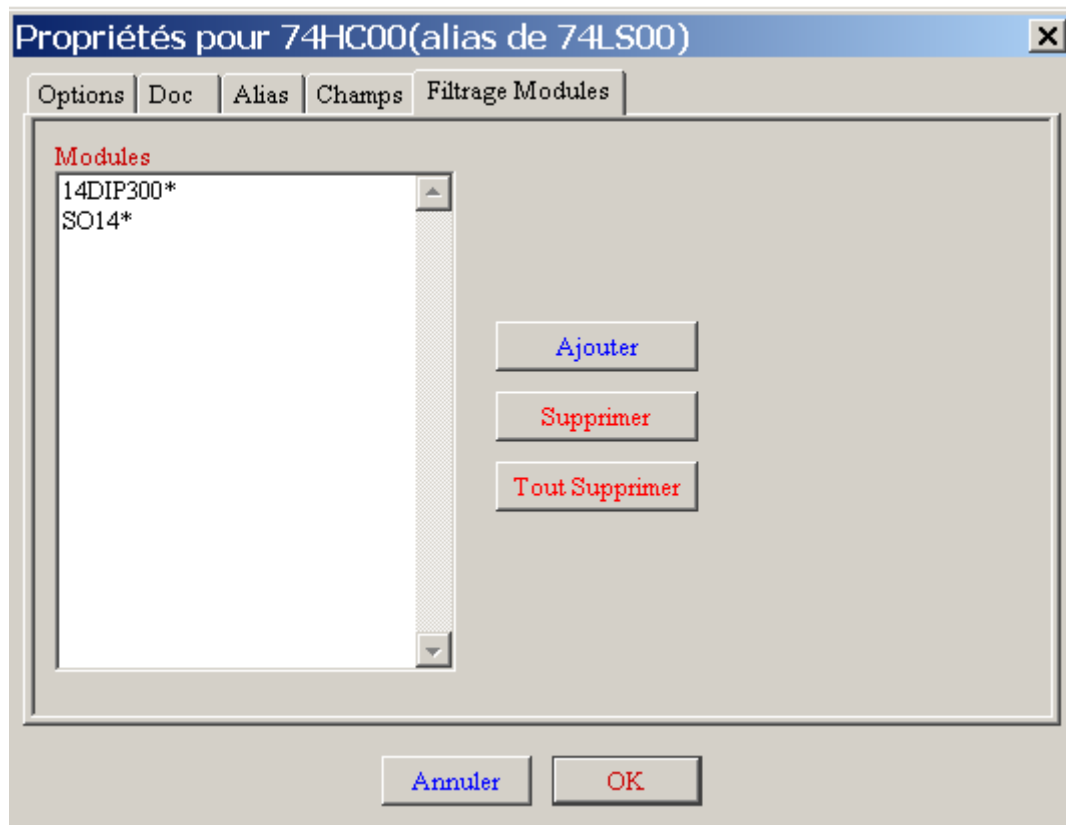 Propriétés pour 74HC00(alias de 74LS00)
Options Doc Alias Champs Filtrage Modules
Modules
14DIP300*
SO14*
Ajouter
Supprimer
Tout Supprimer
Annuler OK